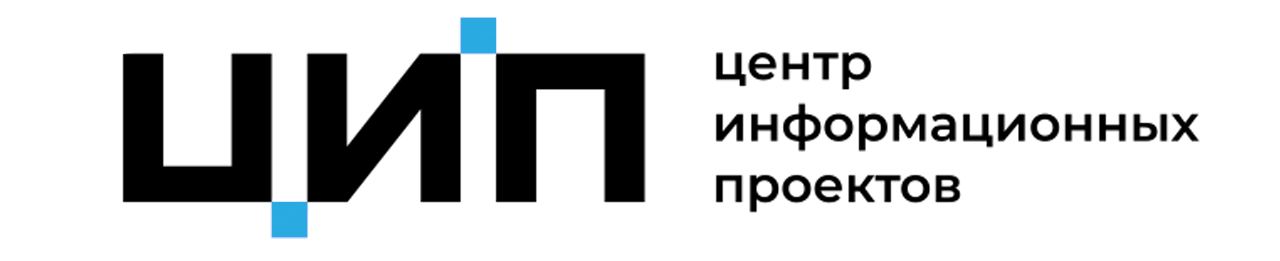 ЦИП
центр
информационных
проектов